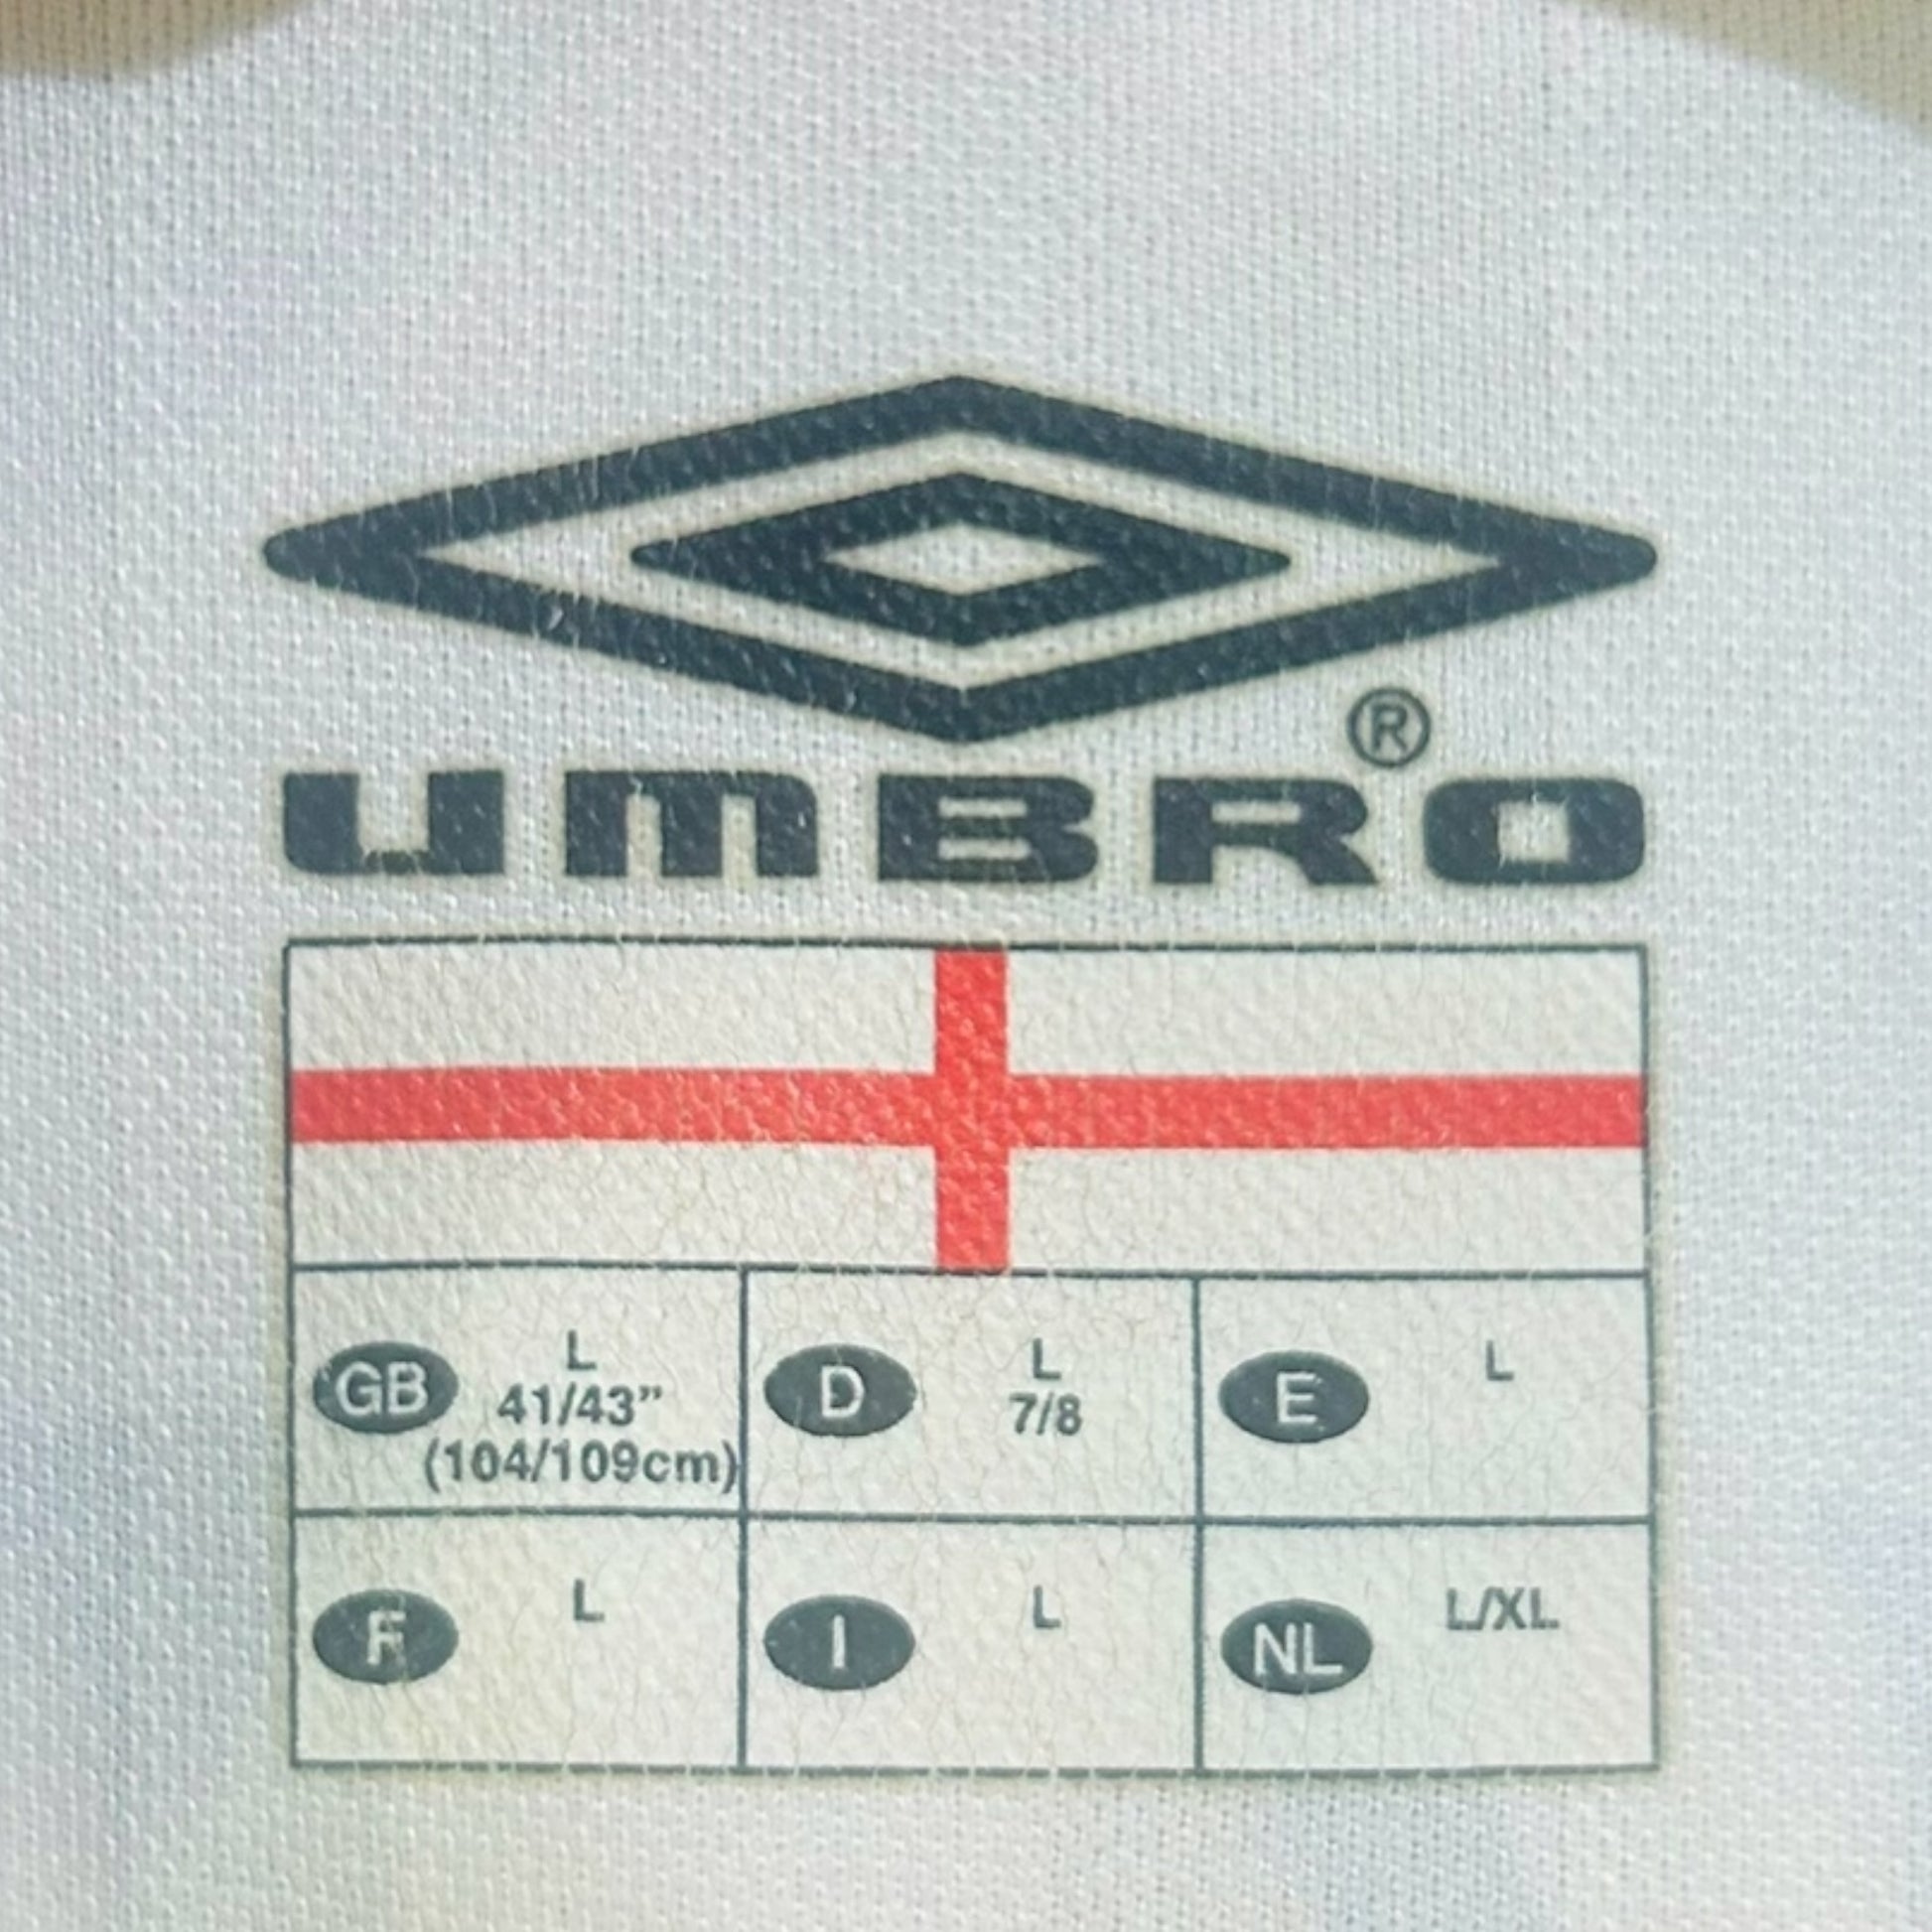 ®
UMBRO
GB L
41/43”
(104/109cm)
D L
7/8
E L
F L
I L
NL L/XL